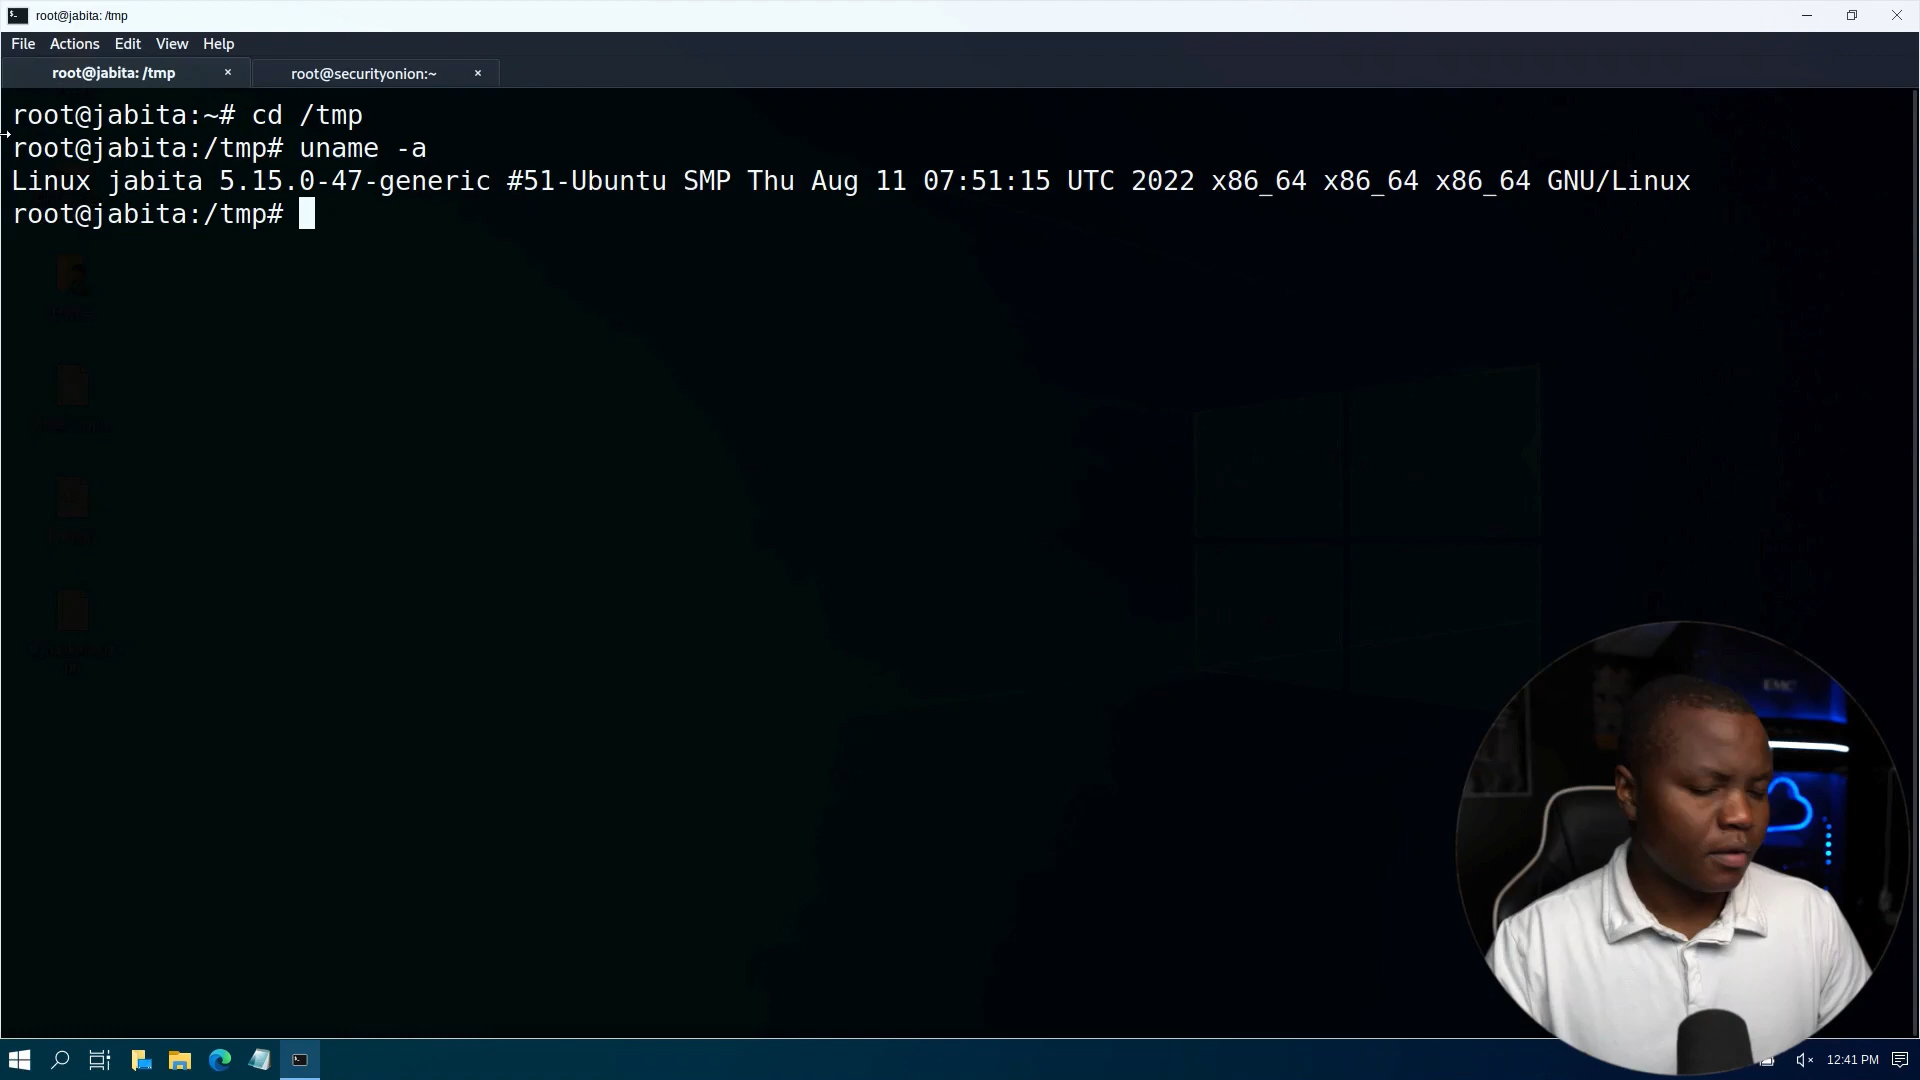 root@jabita: /tmp
File Actions Edit View Help
root@jabita: /tmp × root@securityonion:~ ×
root@jabita:~# cd /tmp
root@jabita:/tmp# uname -a
Linux jabita 5.15.0-47-generic #51-Ubuntu SMP Thu Aug 11 07:51:15 UTC 2022 x86_64 x86_64 x86_64 GNU/Linux
root@jabita:/tmp#
EMC
12:41 PM